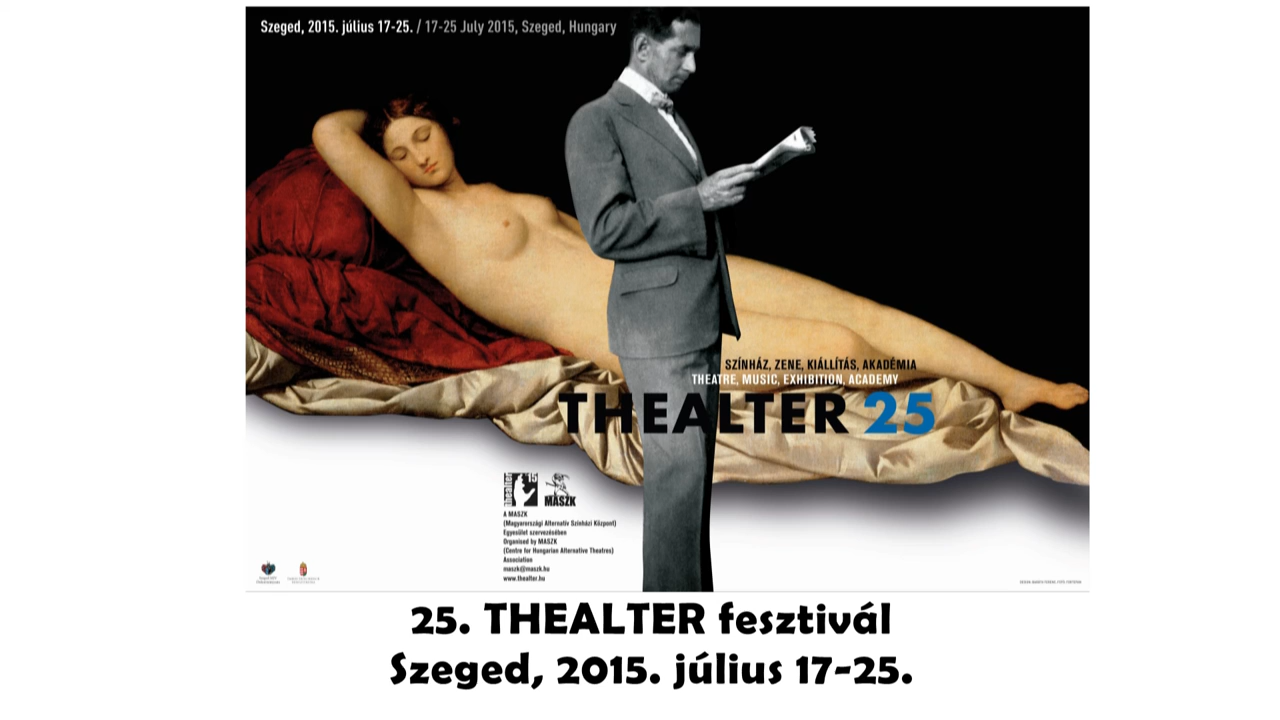 Szeged, 2015. július 17-25. / 17-25 July 2015, Szeged, Hungary
SZÍNHÁZ, ZENE, KIÁLLÍTÁS, AKADÉMIA
THEATRE, MUSIC, EXHIBITION, ACADEMY
THEALTER 25
thealter 15
MASZK
A MASZK
(Magyarországi Alternatív Színházi Központ)
Egyesület szervezésében
Organised by MASZK
(Centre for Hungarian Alternative Theatres)
Association
maszk@maszk.hu
www.thealter.hu
25. THEALTER fesztivál
Szeged, 2015. július 17-25.